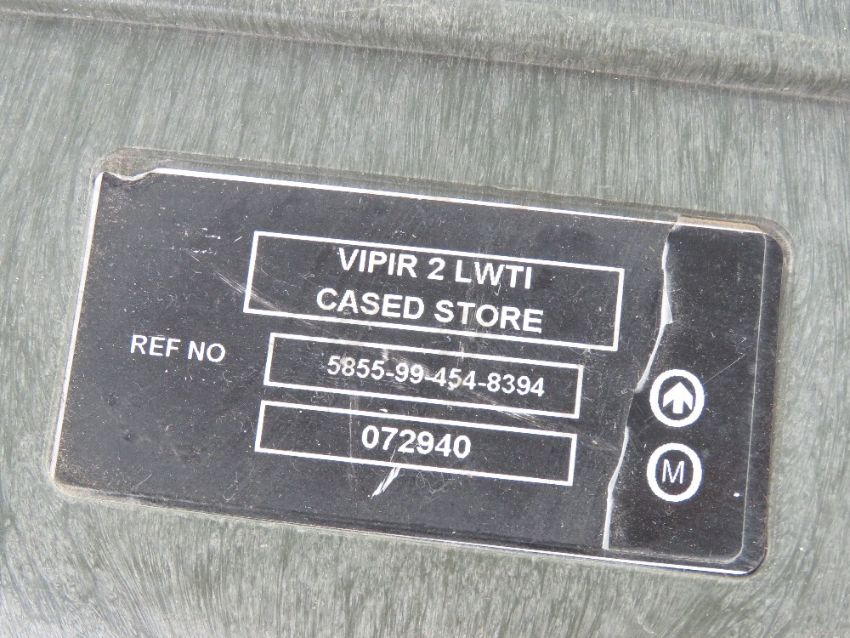 VIPIR 2 LWTI
CASED STORE
REF NO 5855-99-454-8394
072940
M